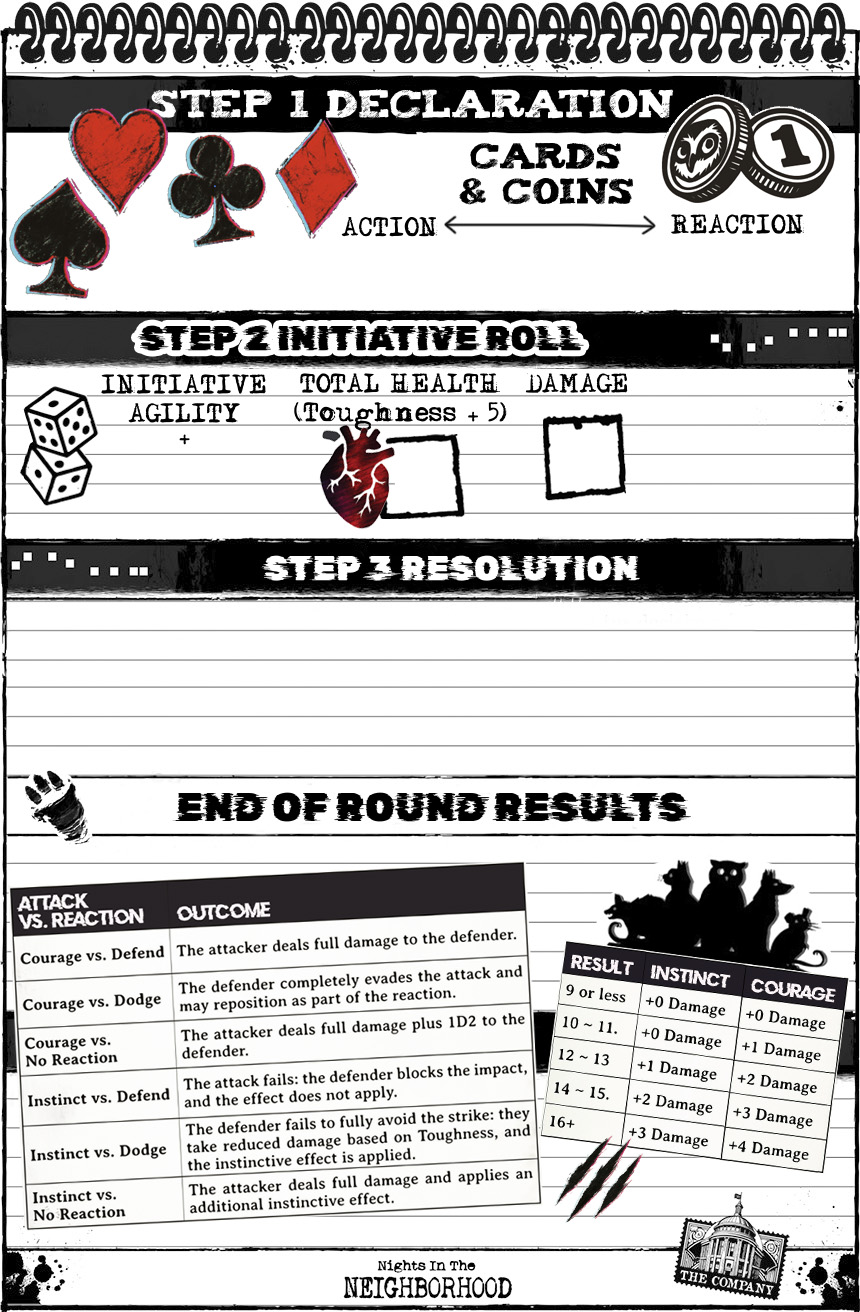 STEP 1 DECLARATION
CARDS
& COINS
1
ACTION
REACTION
STEP 2 INITIATIVE ROLL
INITIATIVE
AGILITY
+
TOTAL HEALTH
(Toughness + 5)
DAMAGE
STEP 3 RESOLUTION
END OF ROUND RESULTS
ATTACK
VS. REACTION
OUTCOME
Courage vs. Defend
The attacker deals full damage to the defender.
Courage vs. Dodge
The defender completely evades the attack and
may reposition as part of the reaction.
Courage vs.
No Reaction
The attacker deals full damage plus 1D2 to the
defender.
Instinct vs. Defend
The attack fails: the defender blocks the impact,
and the effect does not apply.
Instinct vs. Dodge
The defender fails to fully avoid the strike: they
take reduced damage based on Toughness, and
the instinctive effect is applied.
Instinct vs.
No Reaction
The attacker deals full damage and applies an
additional instinctive effect.
RESULT INSTINCT COURAGE
9 or less +0 Damage +0 Damage
10 ~ 11. +0 Damage +1 Damage
12 ~ 13 +1 Damage +2 Damage
14 ~ 15. +2 Damage +3 Damage
16+ +3 Damage +4 Damage
THE COMPANY
Nights In The
NEIGHBORHOOD